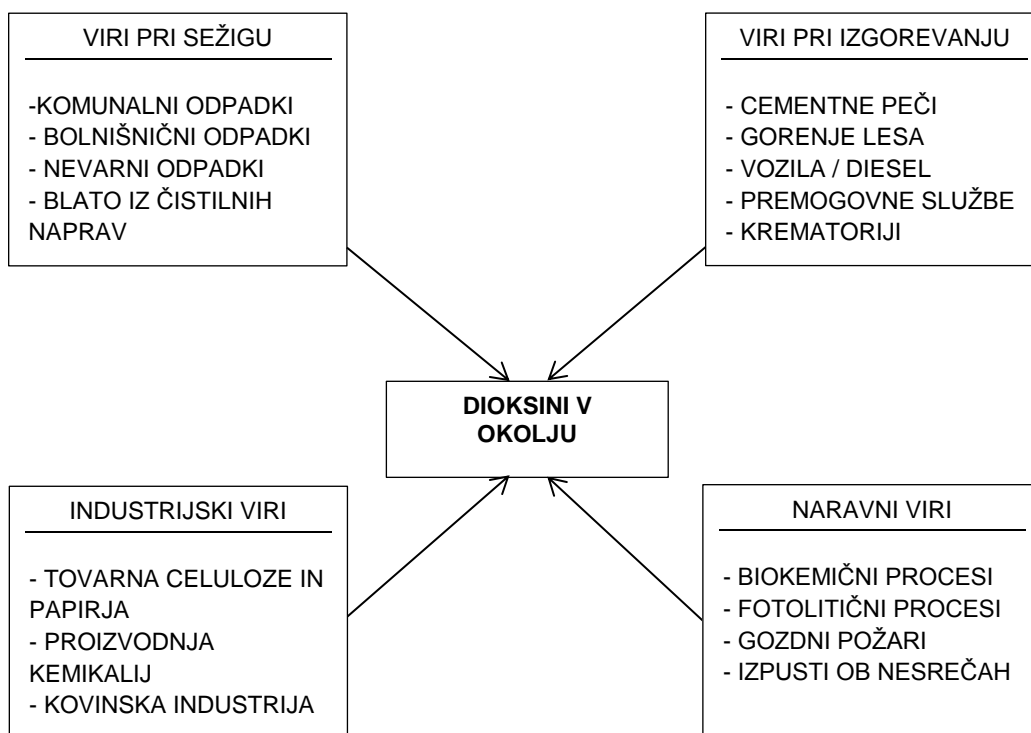 VIRI PRI SEŽIGU
-KOMUNALNI ODPADKI
- BOLNIŠNIČNI ODPADKI
- NEVARNI ODPADKI
- BLATO IZ ČISTILNIH
NAPRAV
VIRI PRI IZGOREVANJU
- CEMENTNE PEČI
- GORENJE LESA
- VOZILA / DIESEL
- PREMOGOVNE SLUŽBE
- KREMATORIJI
DIOKSINI V
OKOLJU
INDUSTRIJSKI VIRI
- TOVARNA CELULOZE IN
PAPIRJA
- PROIZVODNJA
KEMIKALIJ
- KOVINSKA INDUSTRIJA
NARAVNI VIRI
- BIOKEMIČNI PROCESI
- FOTOLITIČNI PROCESI
- GOZDNI POŽARI
- IZPUSTI OB NESREČAH